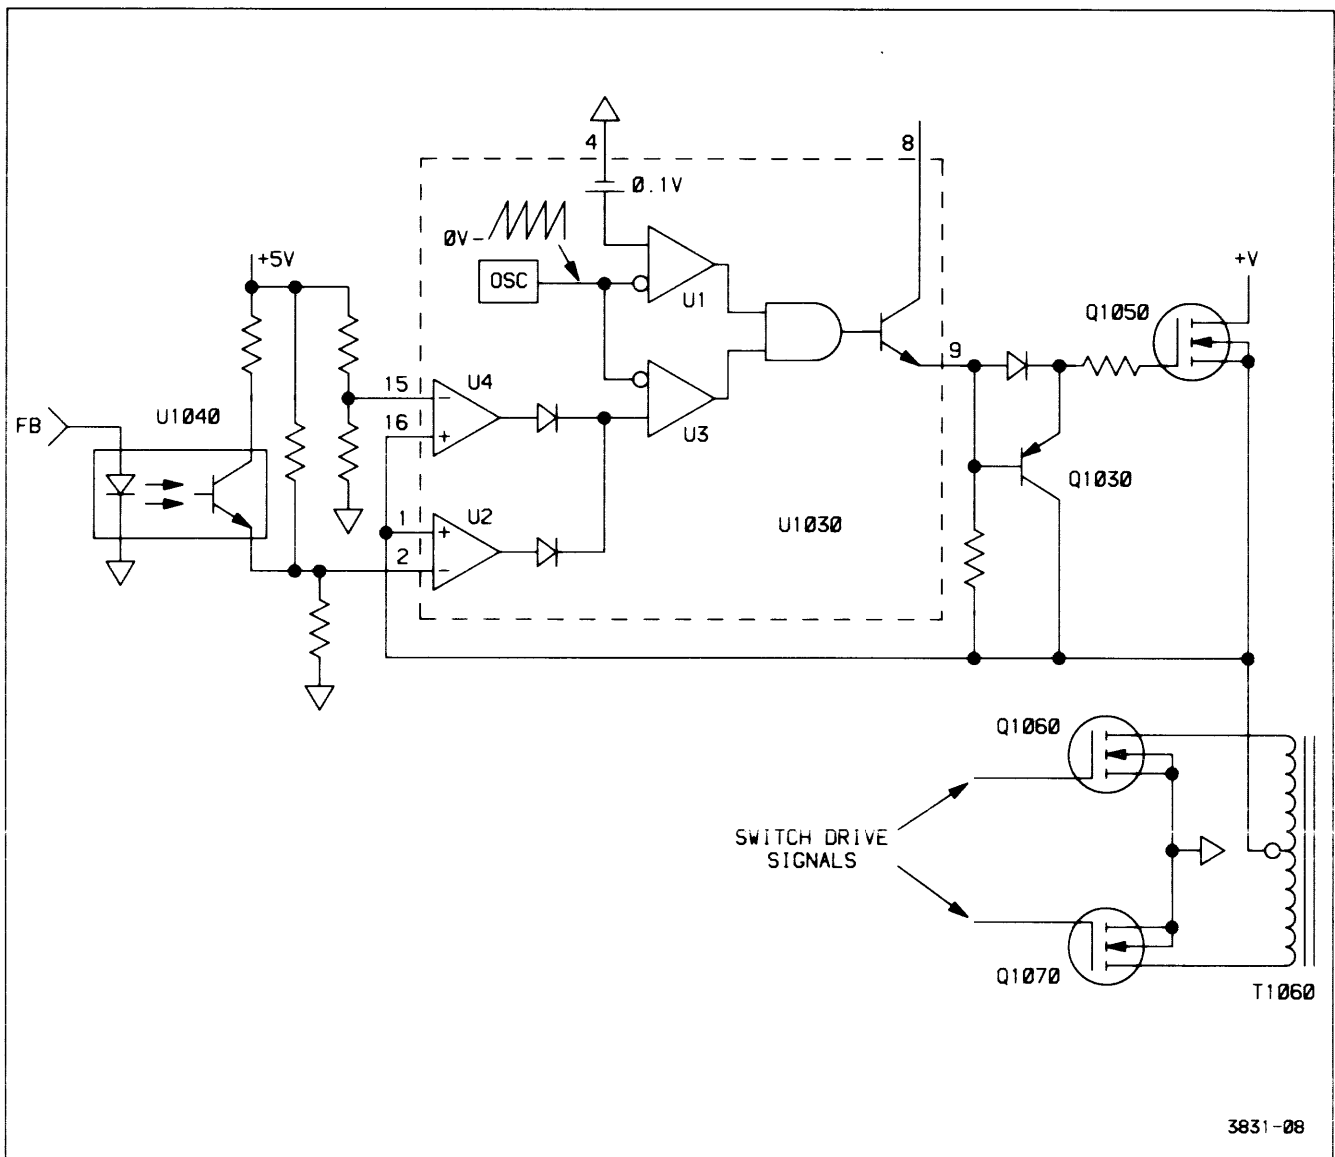 4
8
0.1V
0V
+5V
OSC
U1
+V
Q1050
9
15
U4
16
U1040
FB
U3
Q1030
1
U2
2
U1030
Q1060
SWITCH DRIVE
SIGNALS
Q1070
T1060
3831-08